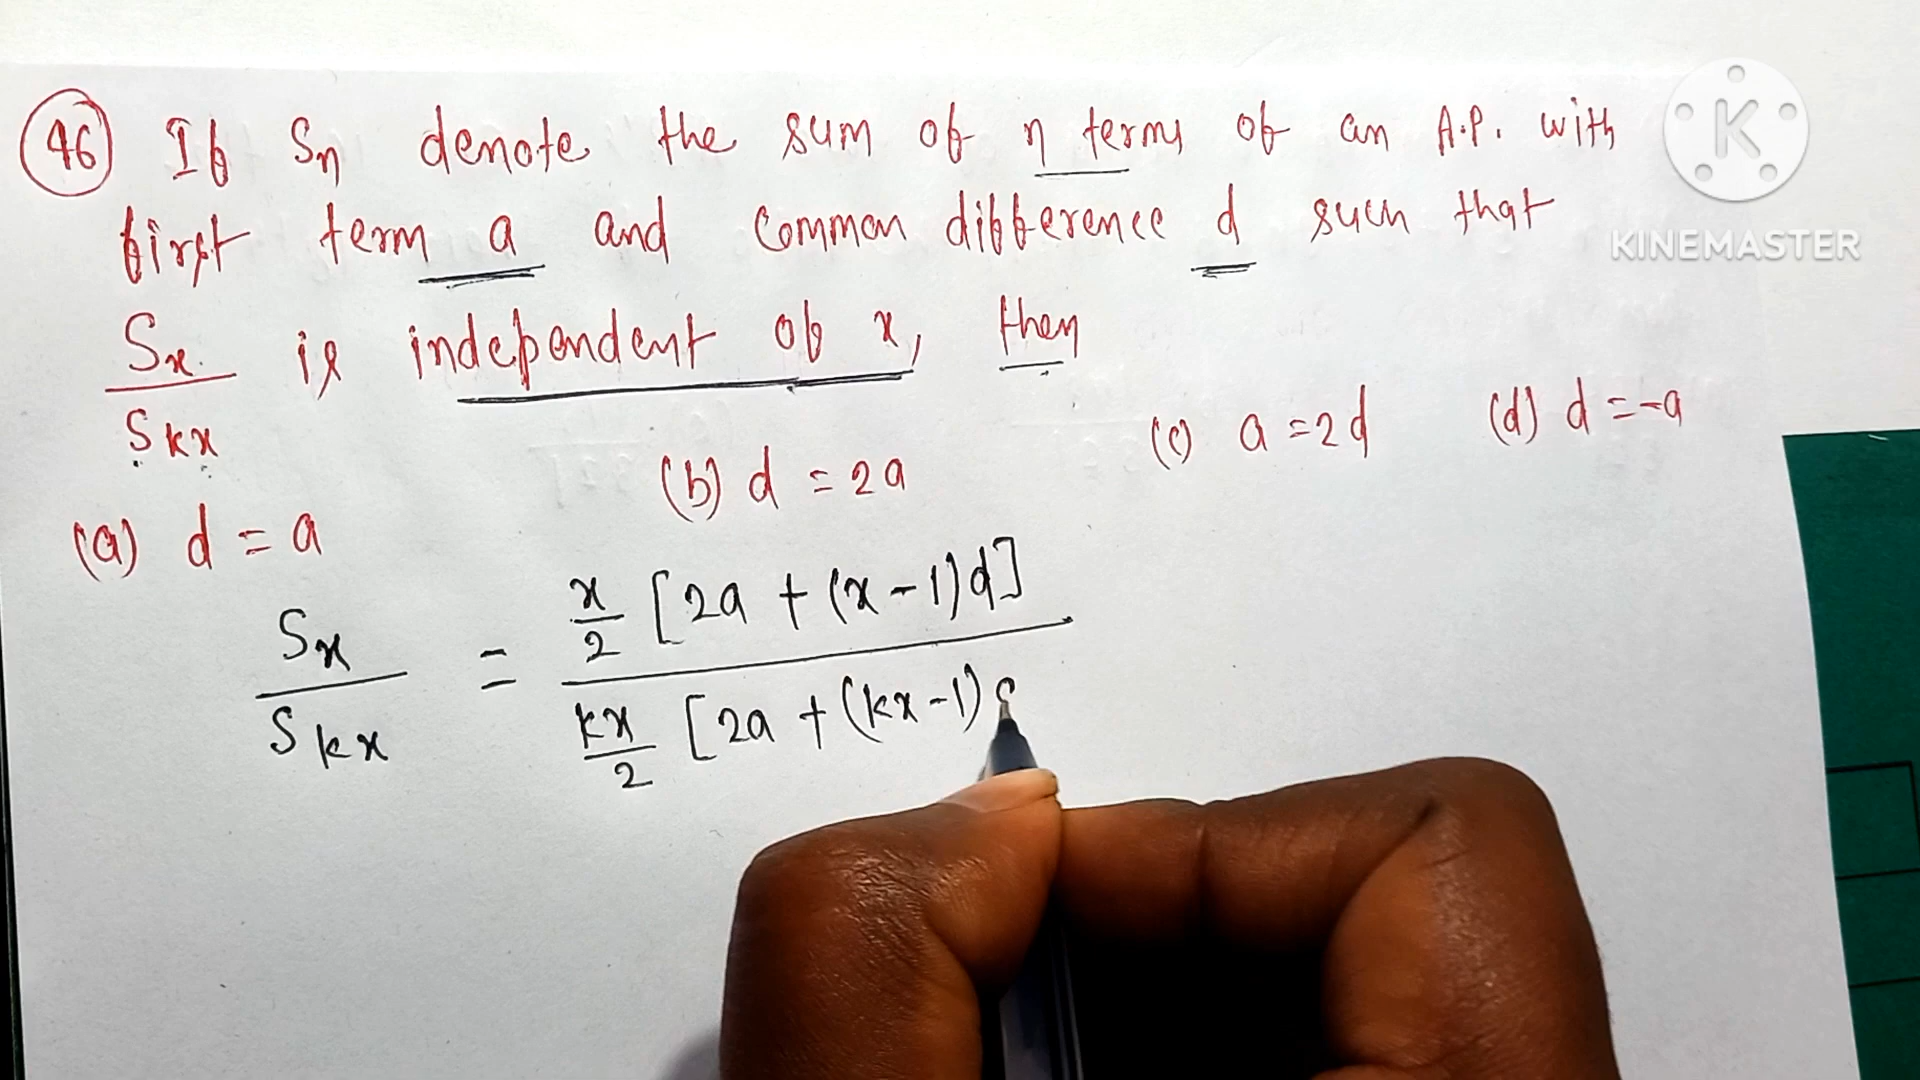 46 If Sn denote the sum of n terms of an A.P. with
first term a and common difference d such that
Sx/Skx is independent of x, then
(a) d = a (b) d = 2a (c) a = 2d (d) d = -a
Sx/Skx = x/2 [2a + (x - 1)d] / kx/2 [2a + (kx - 1)
K
KINEMASTER